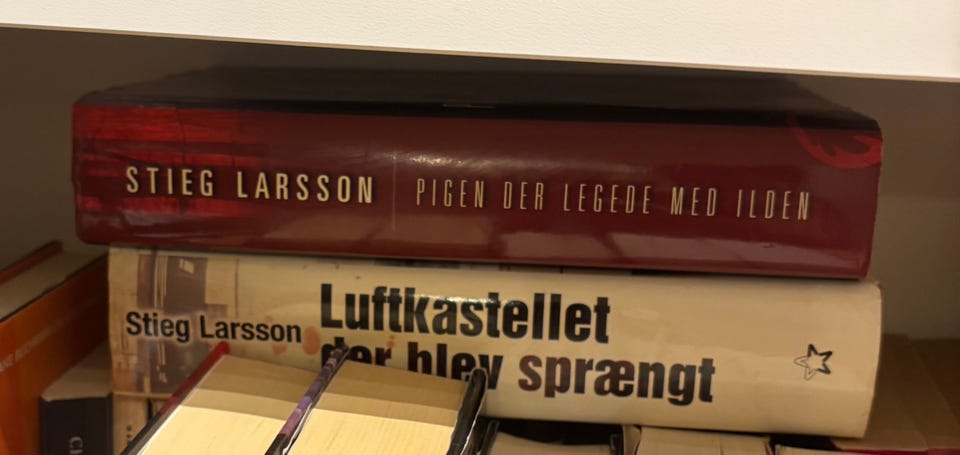 STIEG LARSSON PIGEN DER LEGEDE MED ILDEN
Stieg Larsson
Luftkastellet
der blev sprængt